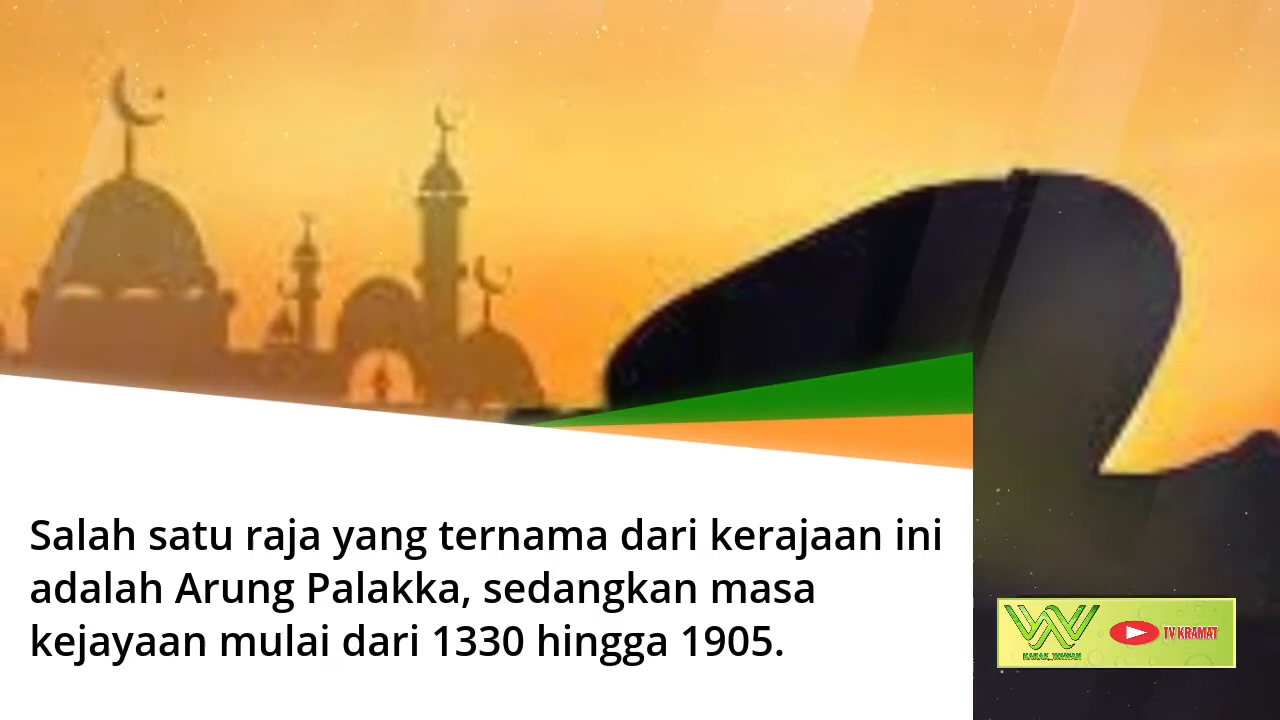 Salah satu raja yang ternama dari kerajaan ini
adalah Arung Palakka, sedangkan masa
kejayaan mulai dari 1330 hingga 1905.
TV KRAMAT